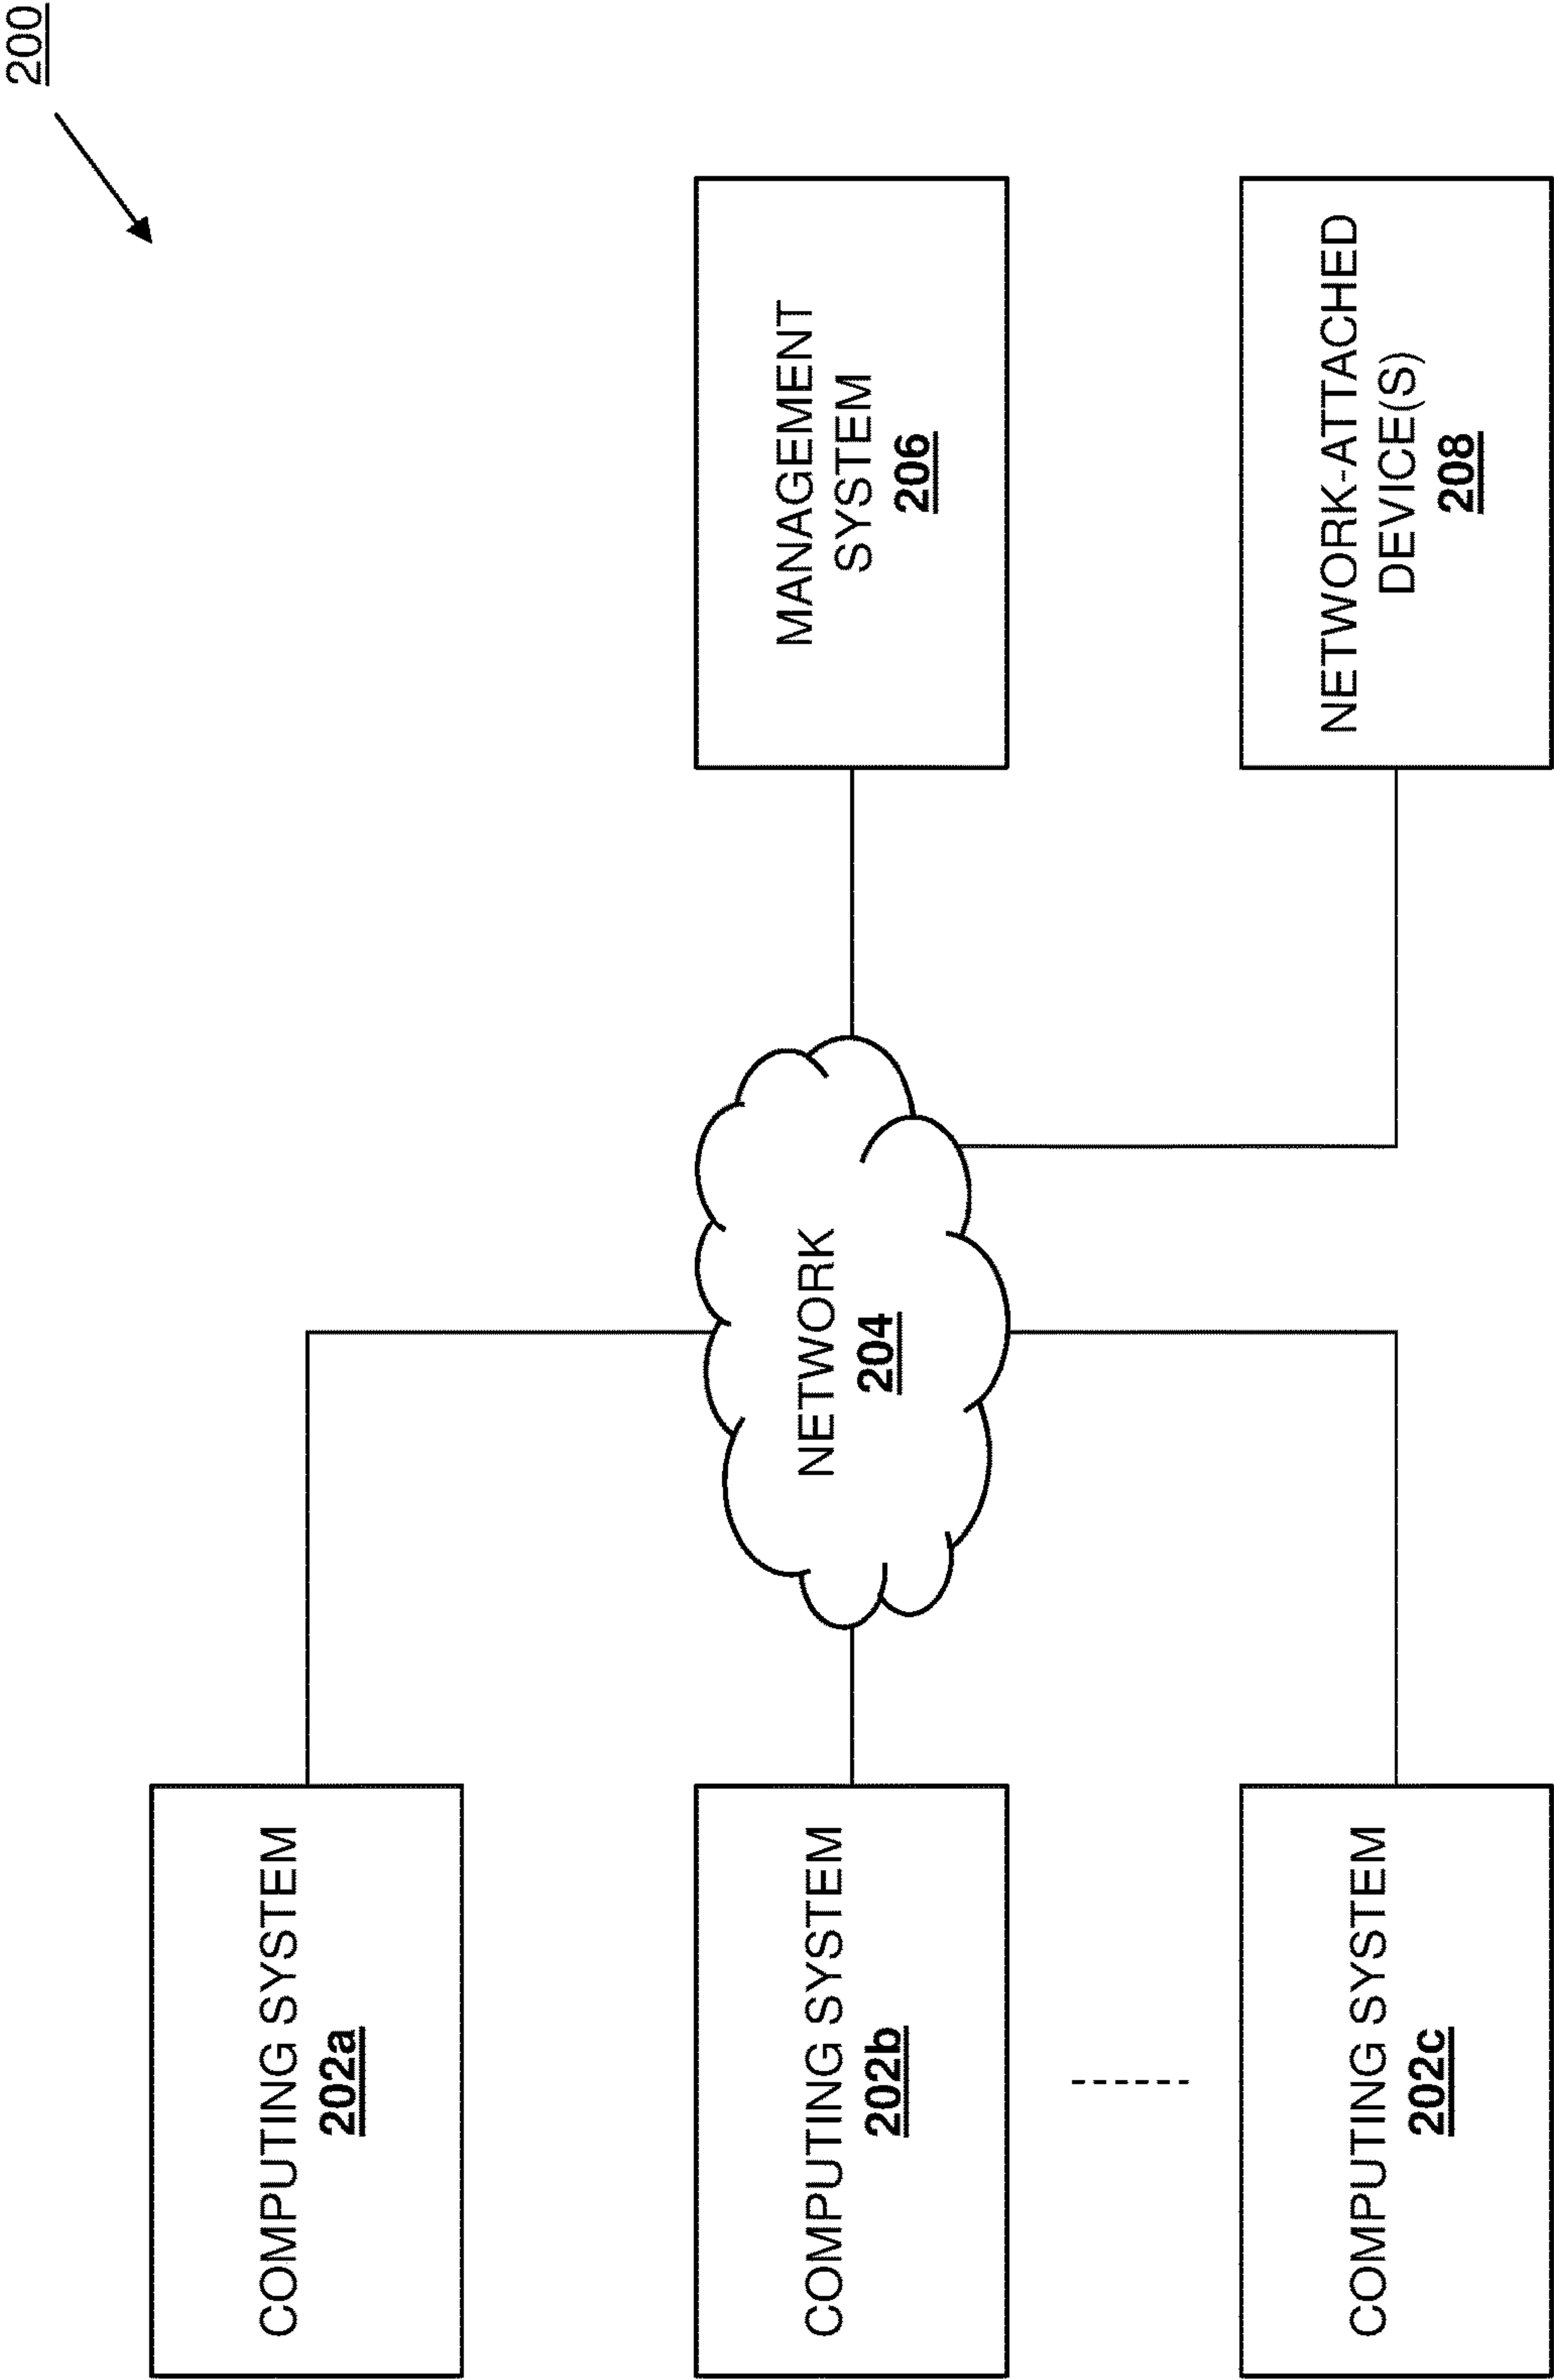 200
COMPUTING SYSTEM
202a
COMPUTING SYSTEM
202b
COMPUTING SYSTEM
202c
NETWORK
204
MANAGEMENT
SYSTEM
206
NETWORK-ATTACHED
DEVICE(S)
208